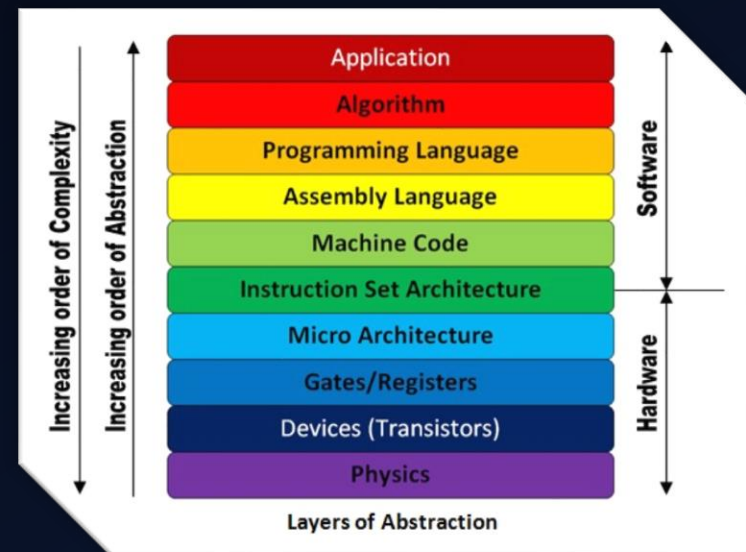 Increasing order of Complexity
Increasing order of Abstraction
Application
Algorithm
Programming Language
Assembly Language
Machine Code
Instruction Set Architecture
Micro Architecture
Gates/Registers
Devices (Transistors)
Physics
Software
Hardware
Layers of Abstraction